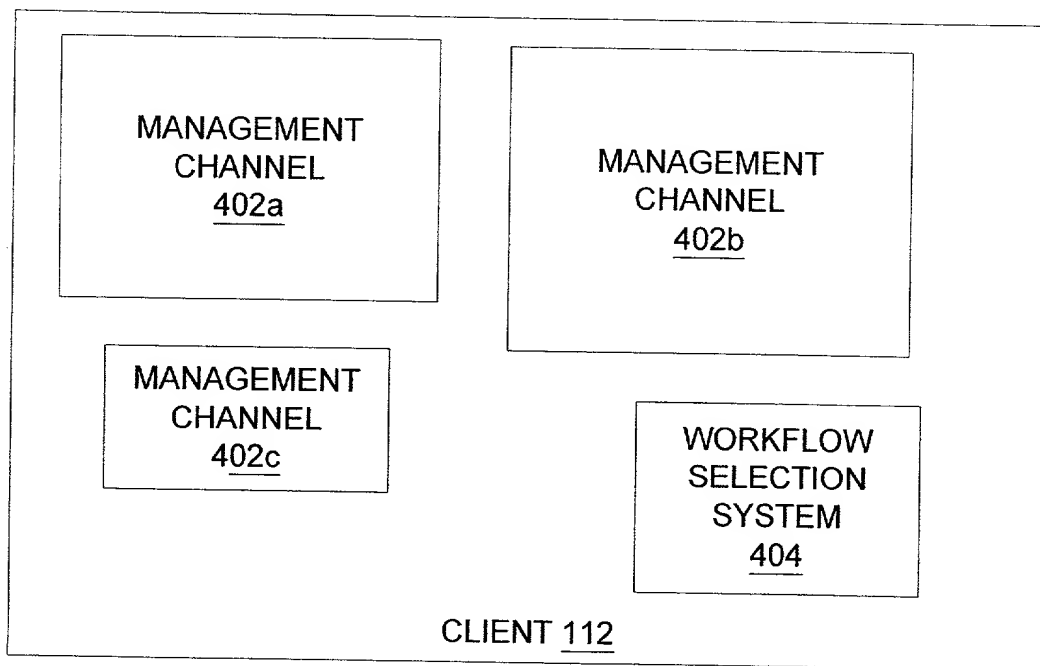 MANAGEMENT
CHANNEL
402a
MANAGEMENT
CHANNEL
402b
MANAGEMENT
CHANNEL
402c
WORKFLOW
SELECTION
SYSTEM
404
CLIENT 112